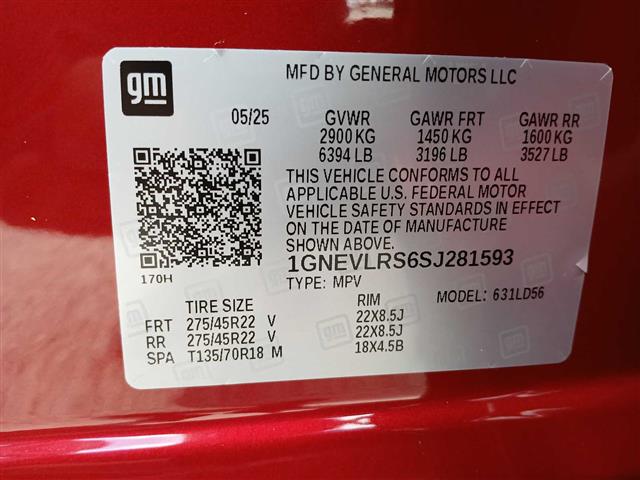 gm
MFD BY GENERAL MOTORS LLC
05/25 GVWR GAWR FRT GAWR RR
2900 KG 1450 KG 1600 KG
6394 LB 3196 LB 3527 LB
THIS VEHICLE CONFORMS TO ALL
APPLICABLE U.S. FEDERAL MOTOR
VEHICLE SAFETY STANDARDS IN EFFECT
ON THE DATE OF MANUFACTURE
SHOWN ABOVE.
170H
1GNEVLRS6SJ281593
TYPE: MPV
MODEL: 631LD56
TIRE SIZE RIM
FRT 275/45R22 V 22X8.5J
RR 275/45R22 V 22X8.5J
SPA T135/70R18 M 18X4.5B